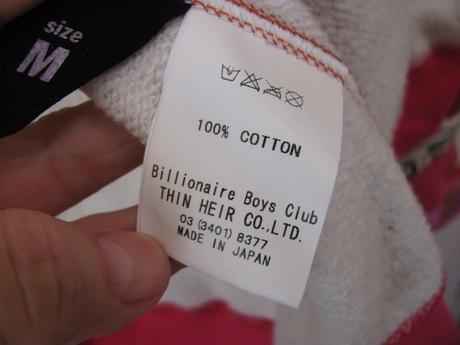 size
M
100% COTTON
Billionaire Boys Club
THIN HEIR CO.,LTD.
03 (3401) 8377
MADE IN JAPAN